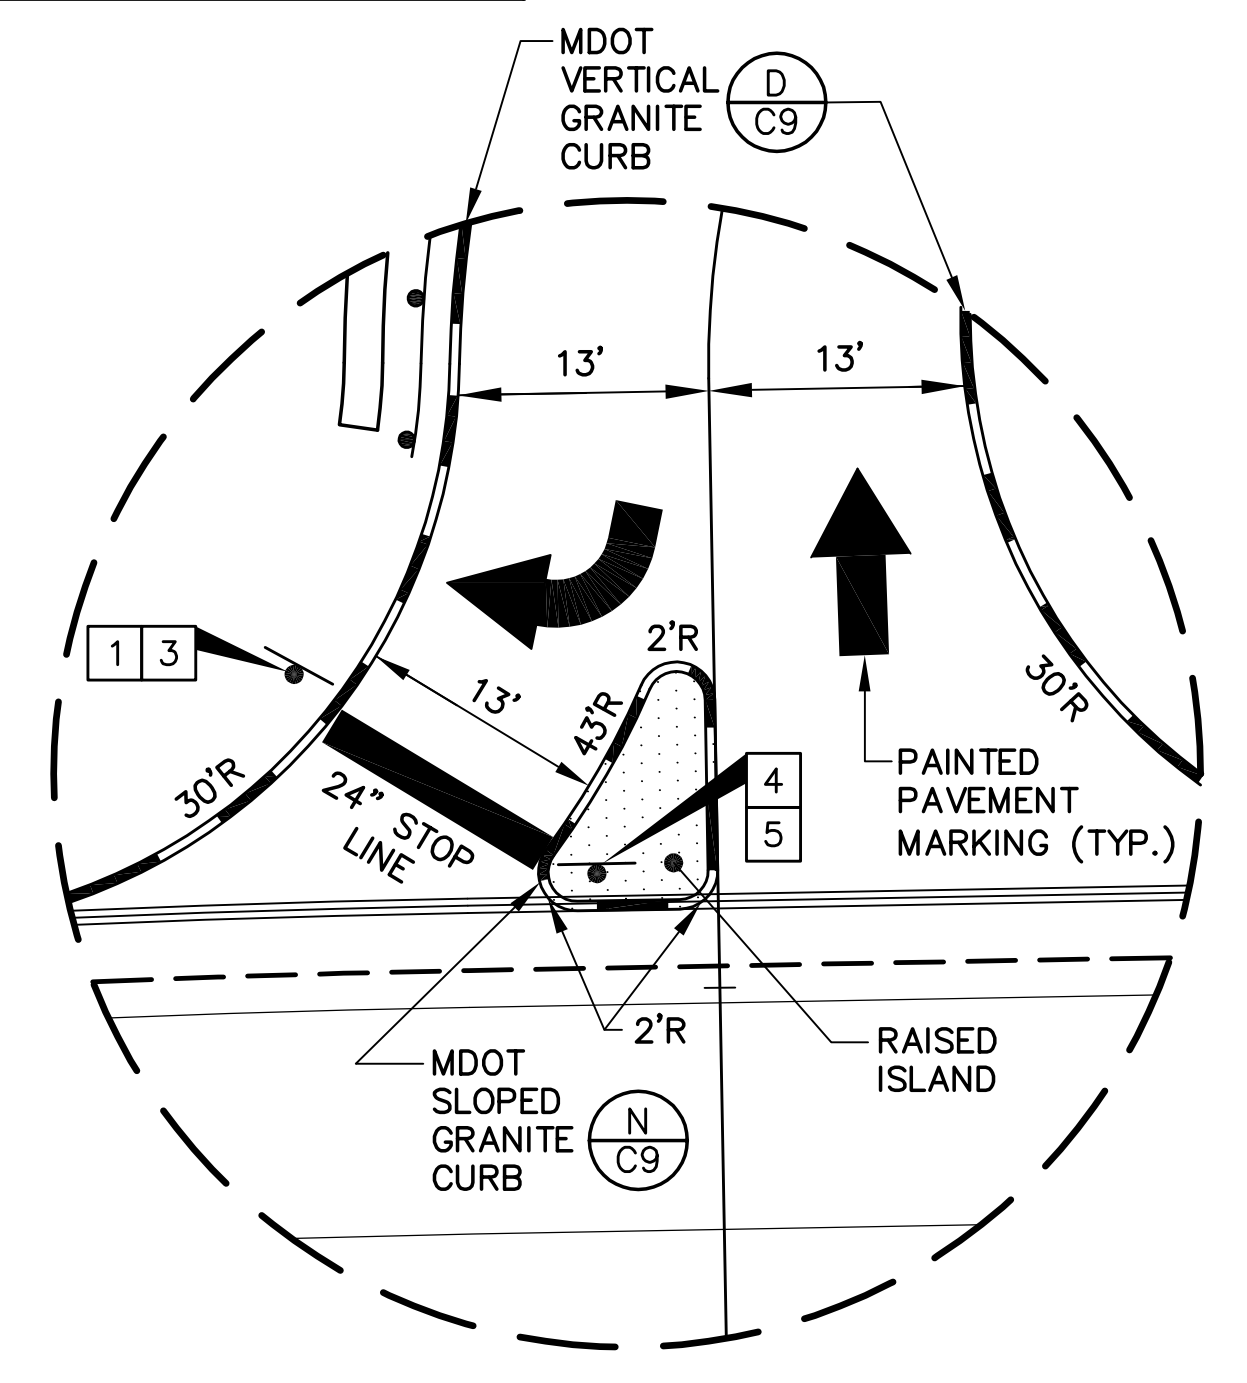 MDOT
VERTICAL
GRANITE
CURB
D
C9
13'
13'
1 3
2'R
13'
43'R
30'R
30'R
24" STOP
LINE
4
5
PAINTED
PAVEMENT
MARKING (TYP.)
2'R
RAISED
ISLAND
MDOT
SLOPED
GRANITE
CURB
N
C9